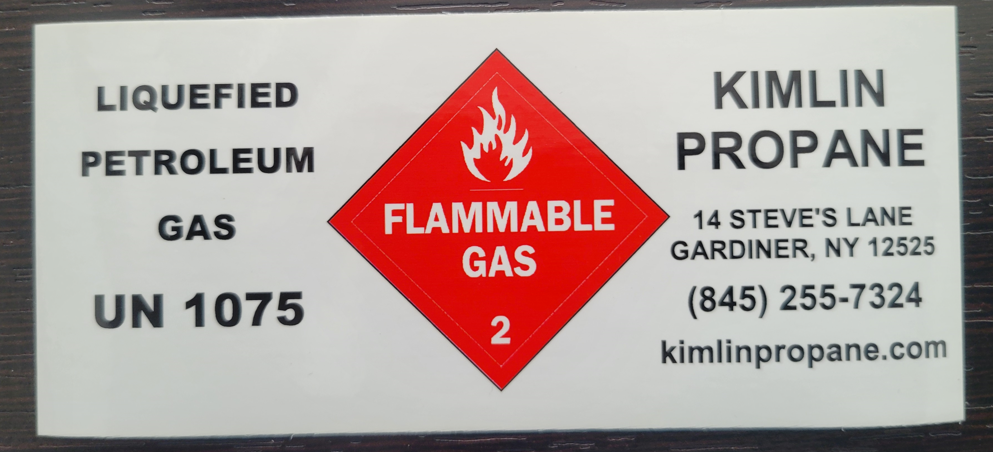 LIQUEFIED
PETROLEUM
GAS
UN 1075
FLAMMABLE
GAS
2
KIMLIN
PROPANE
14 STEVE'S LANE
GARDINER, NY 12525
(845) 255-7324
kimlinpropane.com